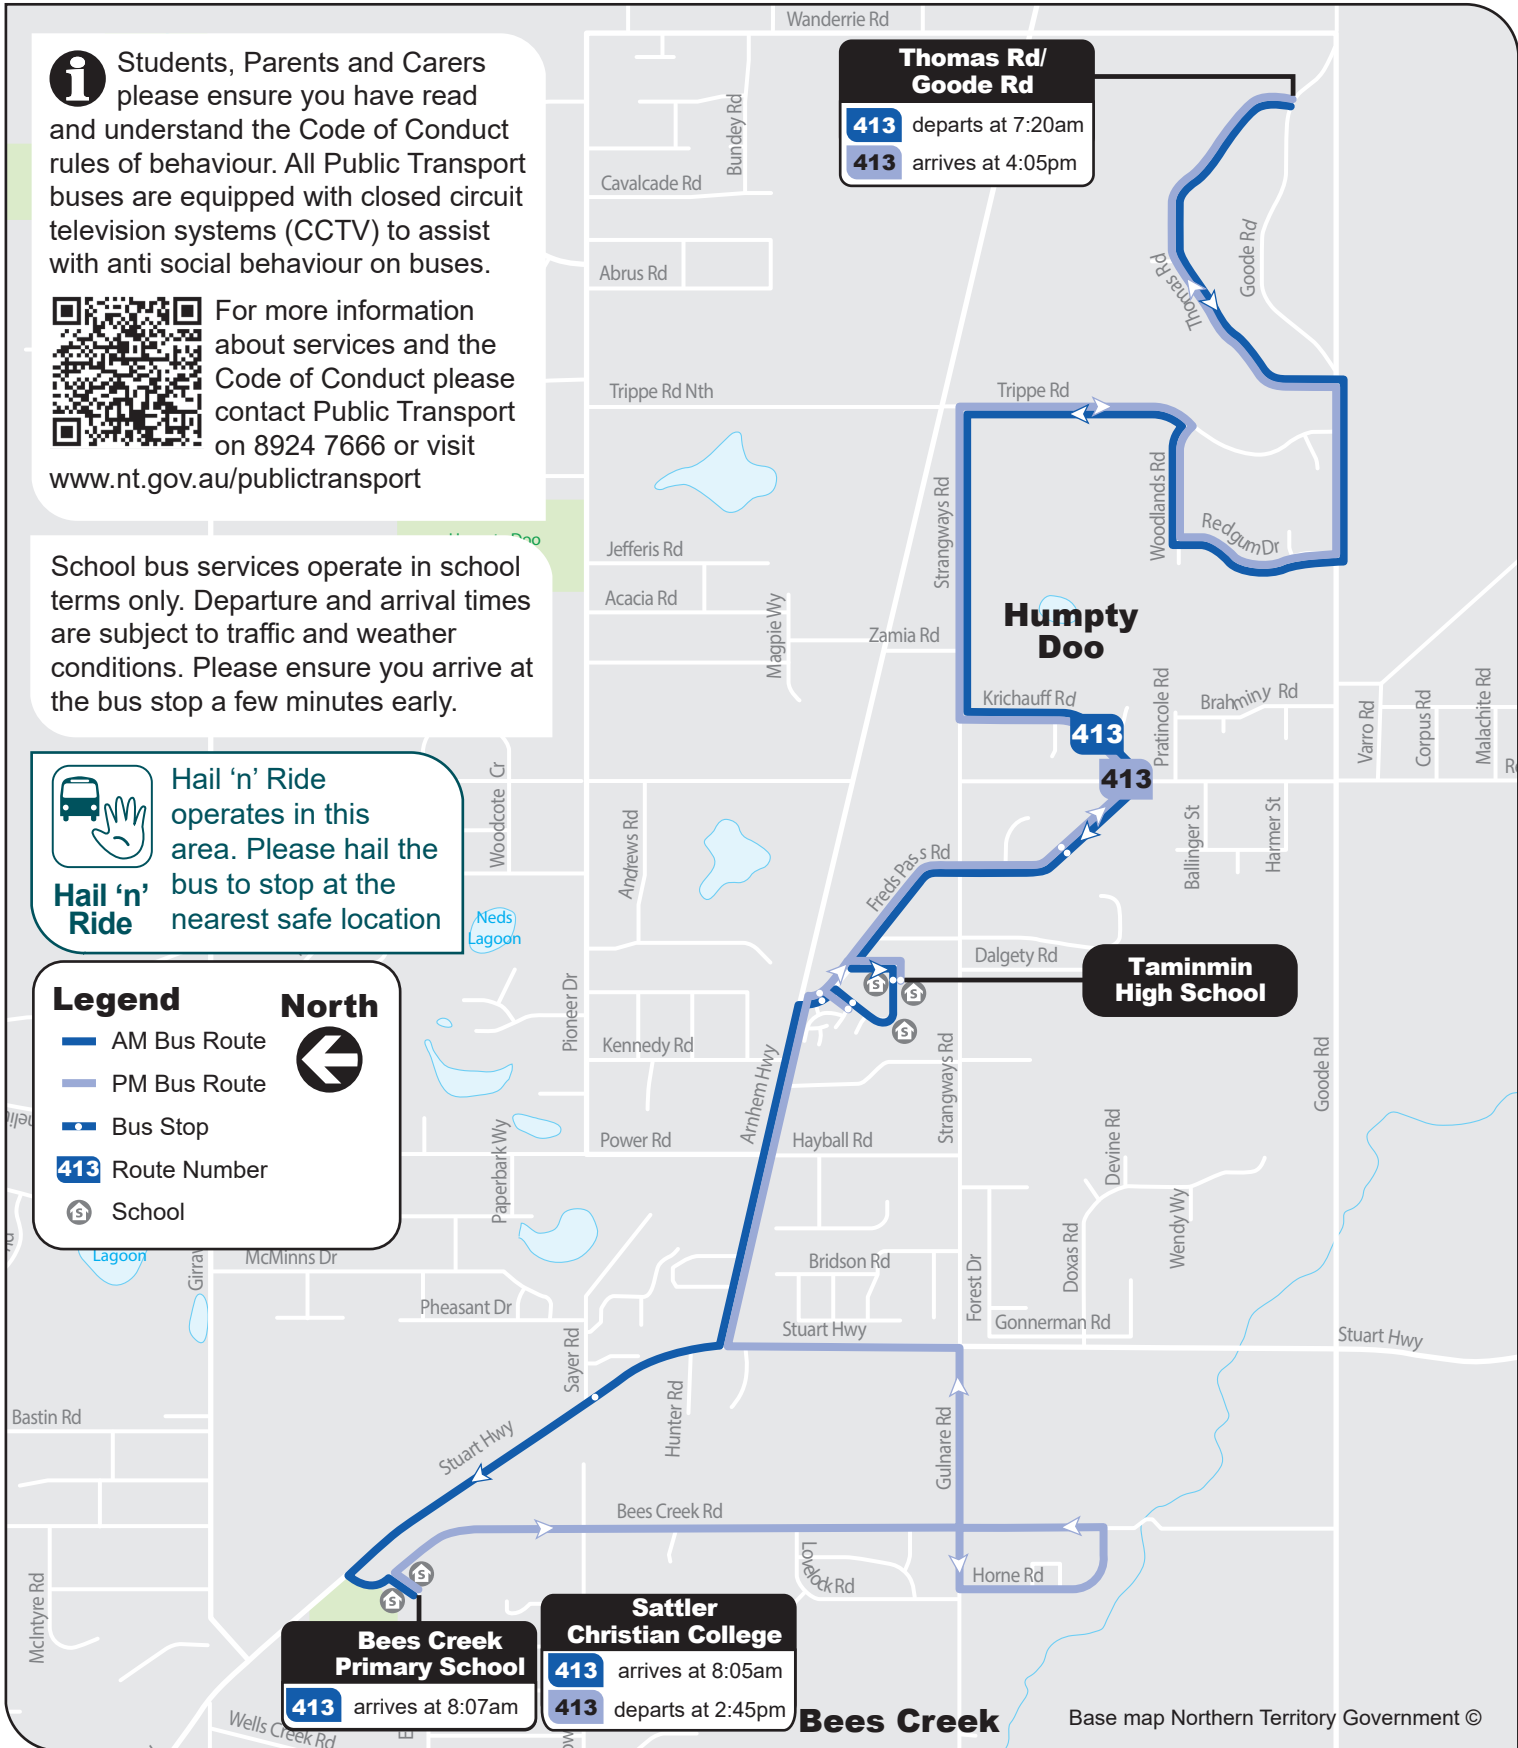 Wanderrie Rd
Students, Parents and Carers
please ensure you have read
and understand the Code of Conduct
rules of behaviour. All Public Transport
buses are equipped with closed circuit
television systems (CCTV) to assist
with anti social behaviour on buses.
For more information
about services and the
Code of Conduct please
contact Public Transport
on 8924 7666 or visit
www.nt.gov.au/publictransport
School bus services operate in school
terms only. Departure and arrival times
are subject to traffic and weather
conditions. Please ensure you arrive at
the bus stop a few minutes early.
Hail ‘n’ Ride
operates in this
area. Please hail the
bus to stop at the
nearest safe location
Hail ‘n’
Ride
Legend
North
AM Bus Route
PM Bus Route
Bus Stop
413 Route Number
S School
Thomas Rd/
Goode Rd
413 departs at 7:20am
413 arrives at 4:05pm
Bundey Rd
Cavalcade Rd
Abrus Rd
Thomas Rd
Goode Rd
Trippe Rd Nth
Trippe Rd
Strangways Rd
Woodlands Rd
Redgum Dr
Jefferis Rd
Acacia Rd
Magpie Wy
Zamia Rd
Humpty
Doo
Krichauff Rd
413
413
Pratincole Rd
Brahminy Rd
Varro Rd
Corpus Rd
Malachite Rd
Woodcote Cr
Andrews Rd
Freds Pass Rd
Ballinger St
Harmer St
Neds
Lagoon
Dalgety Rd
Taminmin
High School
S
S
S
Pioneer Dr
Kennedy Rd
Arnhem Hwy
Strangways Rd
Goode Rd
Power Rd
Hayball Rd
Paperbark Wy
Devine Rd
Wendy Wy
Doxas Rd
Forest Dr
Bridson Rd
Lagoon
McMinns Dr
Pheasant Dr
Gonnerman Rd
Stuart Hwy
Stuart Hwy
Sayer Rd
Hunter Rd
Bastin Rd
Stuart Hwy
Gulnare Rd
Bees Creek Rd
Lovelock Rd
Horne Rd
McIntyre Rd
S
S
Bees Creek
Primary School
413 arrives at 8:07am
Sattler
Christian College
413 arrives at 8:05am
413 departs at 2:45pm
Wells Creek Rd
Bees Creek
Base map Northern Territory Government ©